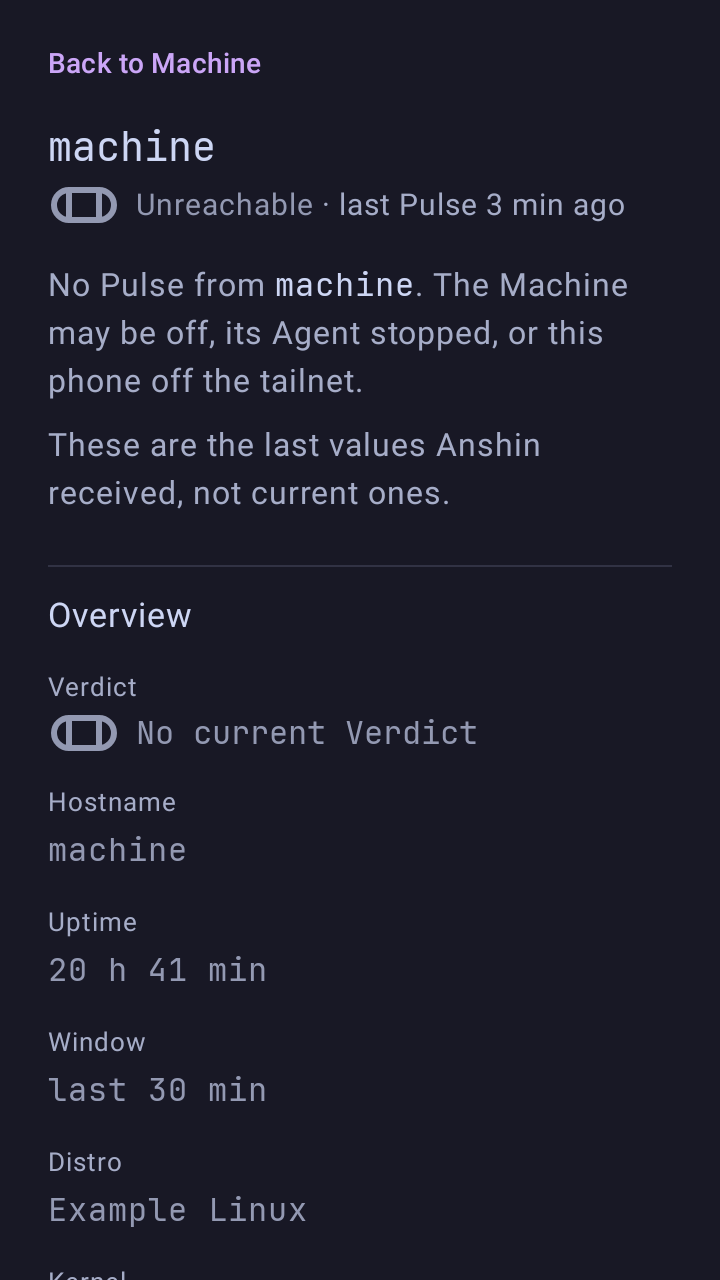 Back to Machine
machine
Unreachable · last Pulse 3 min ago
No Pulse from machine. The Machine
may be off, its Agent stopped, or this
phone off the tailnet.
These are the last values Anshin
received, not current ones.
Overview
Verdict
No current Verdict
Hostname
machine
Uptime
20 h 41 min
Window
last 30 min
Distro
Example Linux
Kernel